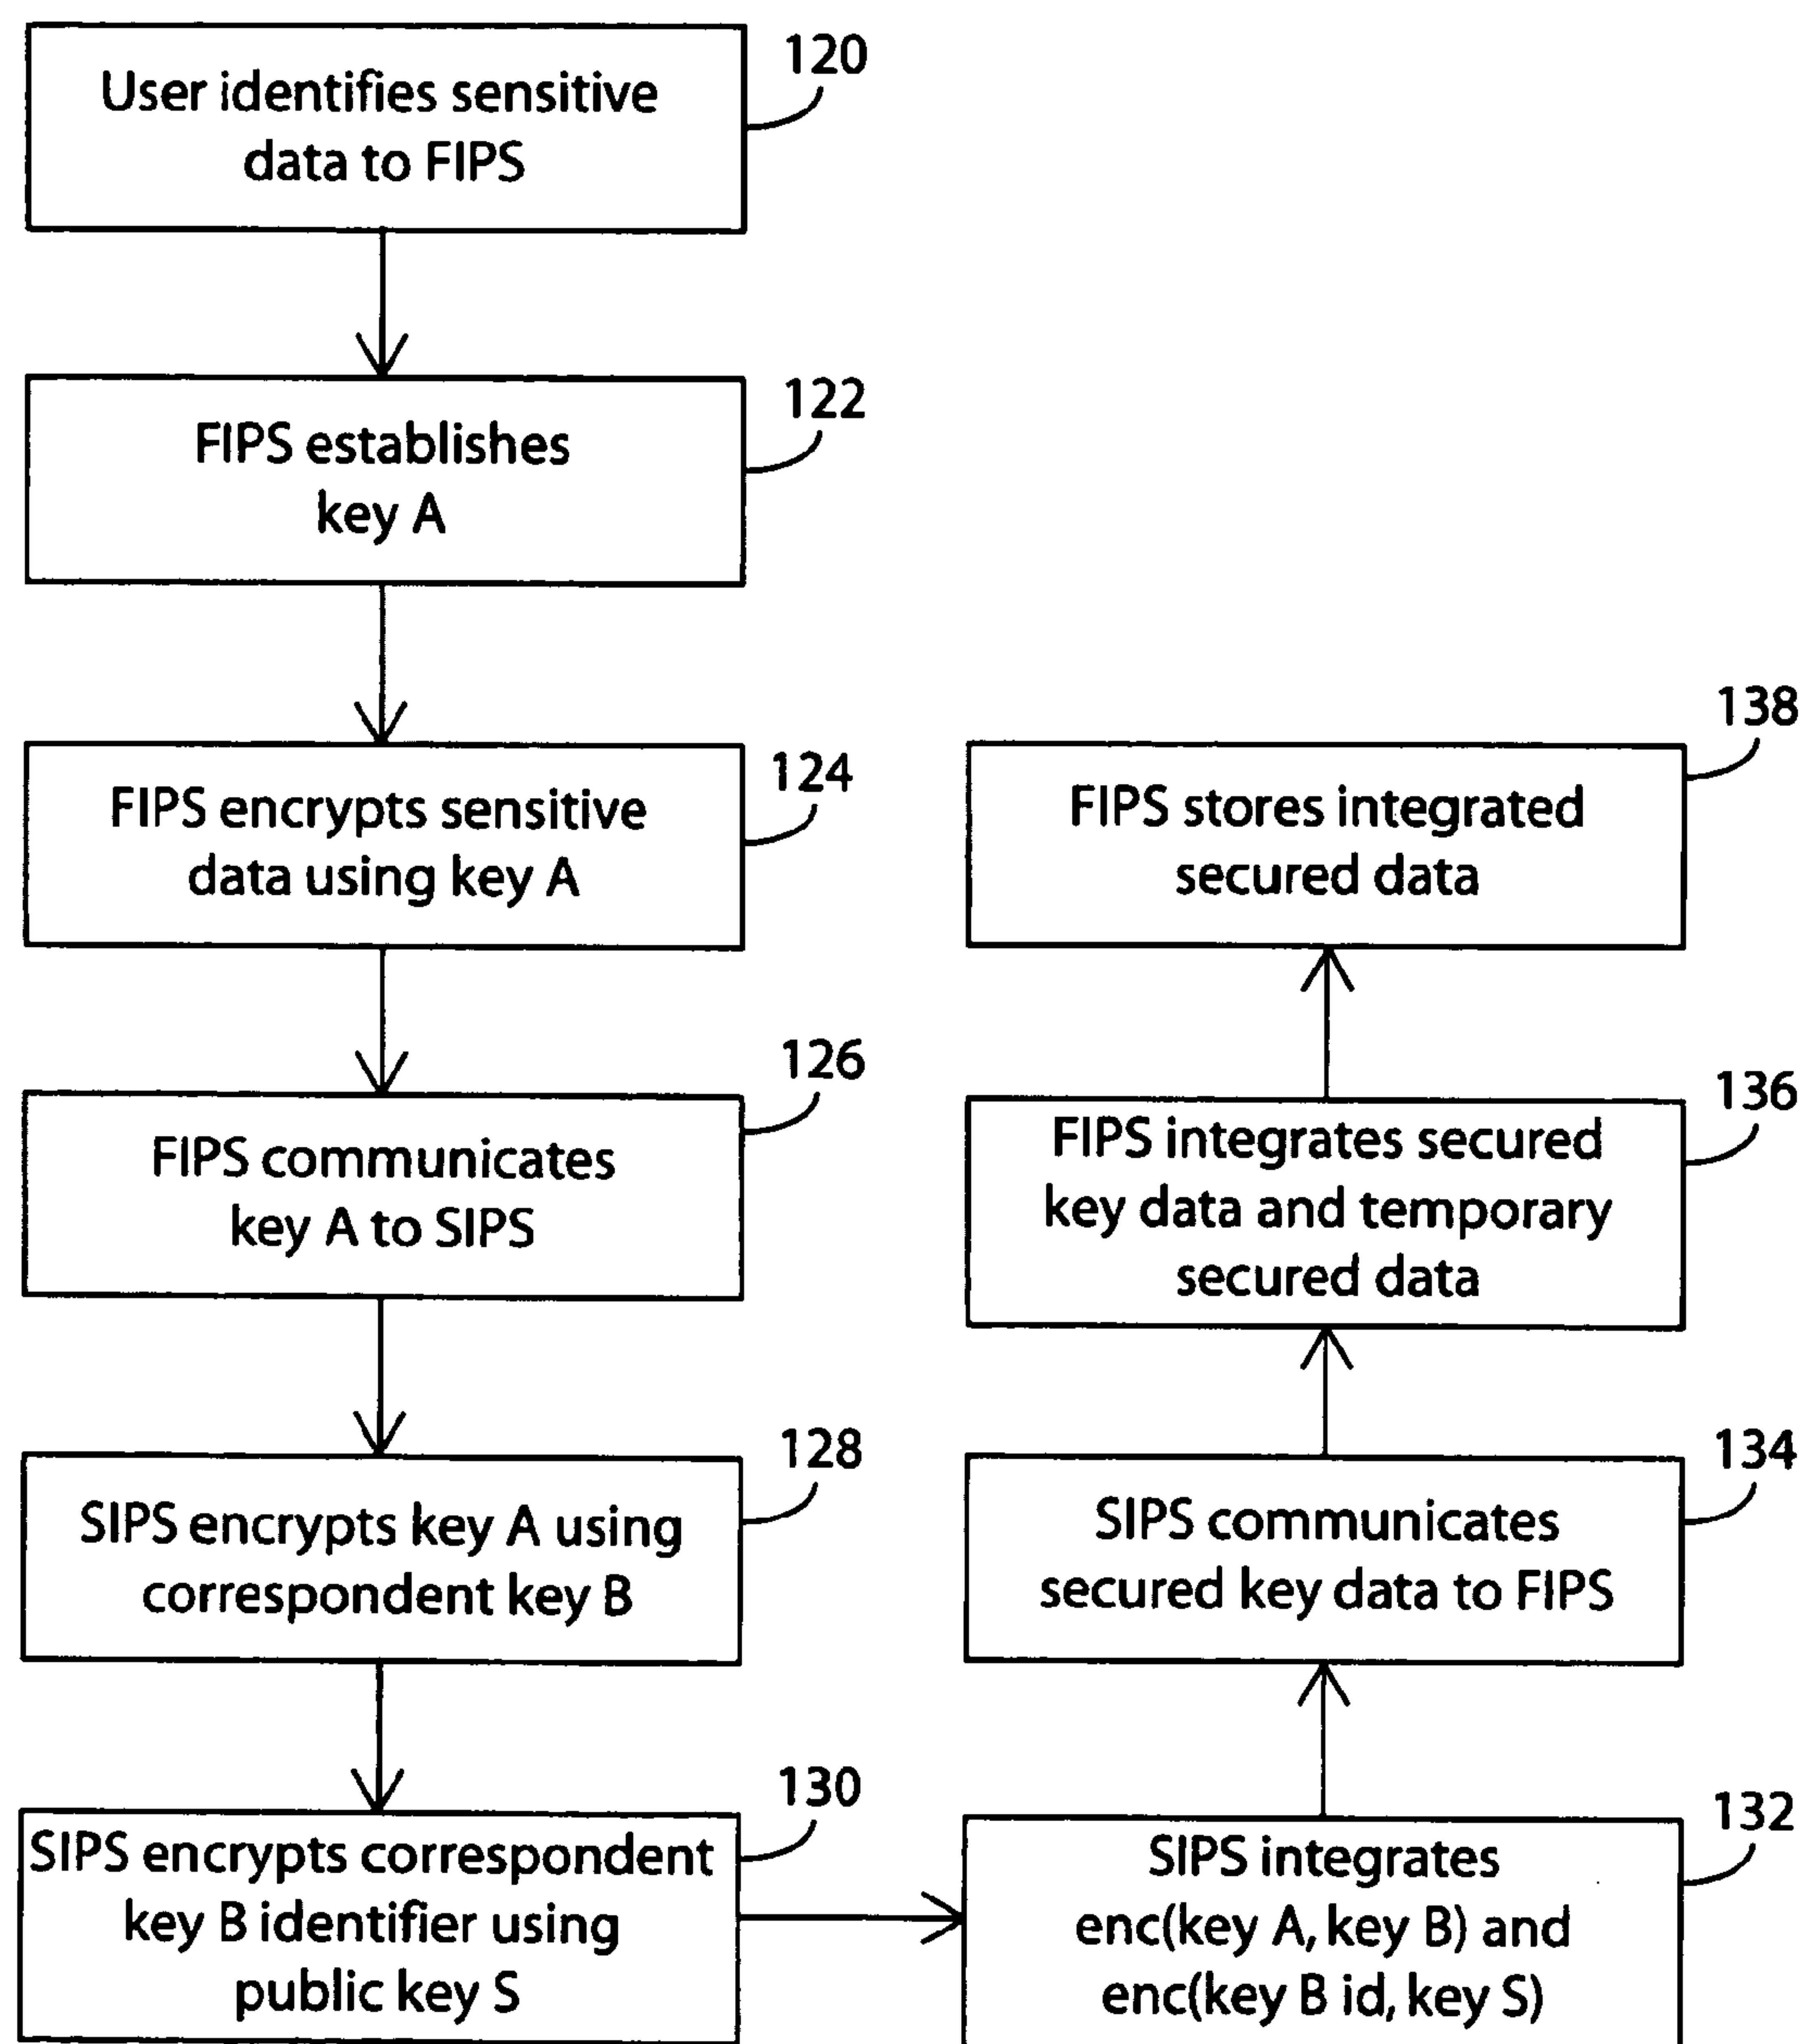 120
User identifies sensitive
data to FIPS
122
FIPS establishes
key A
124
FIPS encrypts sensitive
data using key A
126
FIPS communicates
key A to SIPS
128
SIPS encrypts key A using
correspondent key B
130
SIPS encrypts correspondent
key B identifier using
public key S
132
SIPS integrates
enc(key A, key B) and
enc(key B id, key S)
134
SIPS communicates
secured key data to FIPS
136
FIPS integrates secured
key data and temporary
secured data
138
FIPS stores integrated
secured data